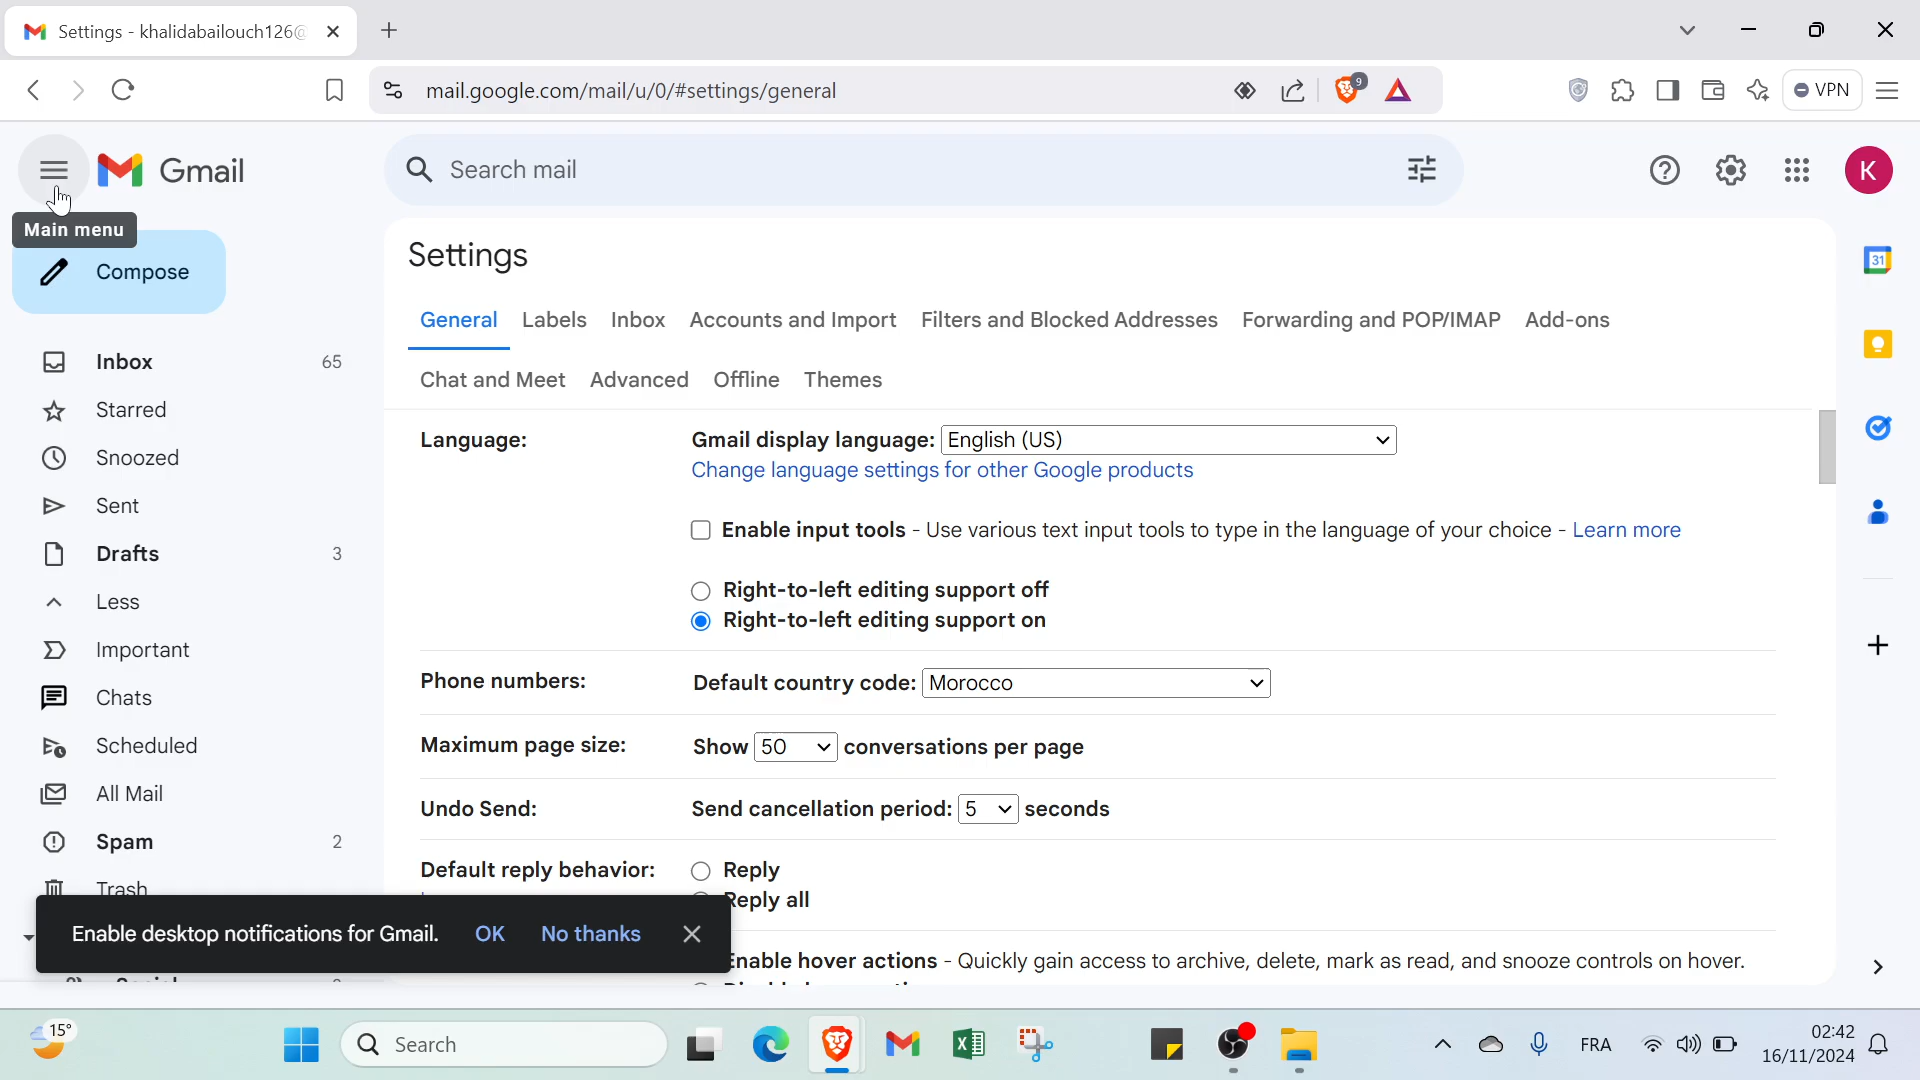 Settings - khalidabailouch126@
mail.google.com/mail/u/0/#settings/general
9
VPN
Gmail
Search mail
K
Main menu
Compose
Settings
31
General Labels Inbox Accounts and Import Filters and Blocked Addresses Forwarding and POP/IMAP Add-ons
Chat and Meet Advanced Offline Themes
Inbox 65
Starred
Snoozed
Sent
Drafts 3
Less
Important
Chats
Scheduled
All Mail
Spam 2
Trash
Language: Gmail display language: English (US)
Change language settings for other Google products
Enable input tools - Use various text input tools to type in the language of your choice - Learn more
Right-to-left editing support off
Right-to-left editing support on
Phone numbers: Default country code: Morocco
Maximum page size: Show 50 conversations per page
Undo Send: Send cancellation period: 5 seconds
Default reply behavior: Reply
Reply all
Enable hover actions - Quickly gain access to archive, delete, mark as read, and snooze controls on hover.
Enable desktop notifications for Gmail. OK No thanks
15°
Search
FRA
02:42
16/11/2024